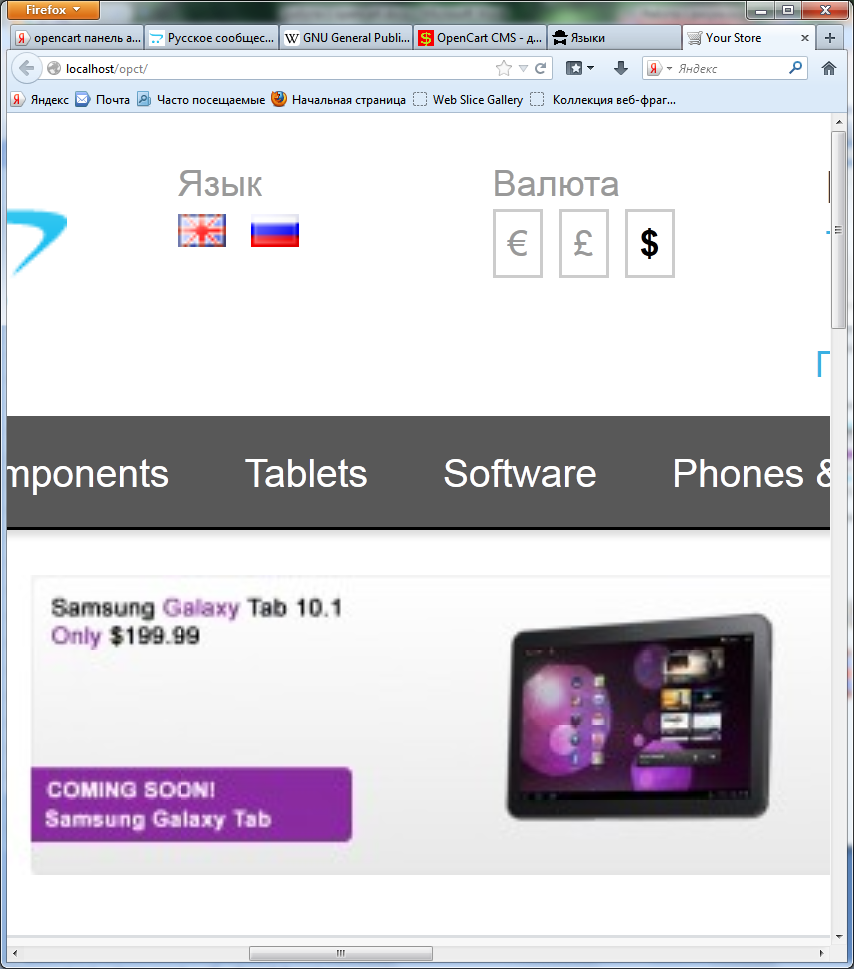 Firefox
opencart панель а...
Русское сообщес...
GNU General Publi...
OpenCart CMS - д...
Языки
Your Store
localhost/opct/
Яндекс
Яндекс
Почта
Часто посещаемые
Начальная страница
Web Slice Gallery
Коллекция веб-фраг...
Язык
Валюта
€ £ $
mponents
Tablets
Software
Phones &
Samsung Galaxy Tab 10.1
Only $199.99
COMING SOON!
Samsung Galaxy Tab